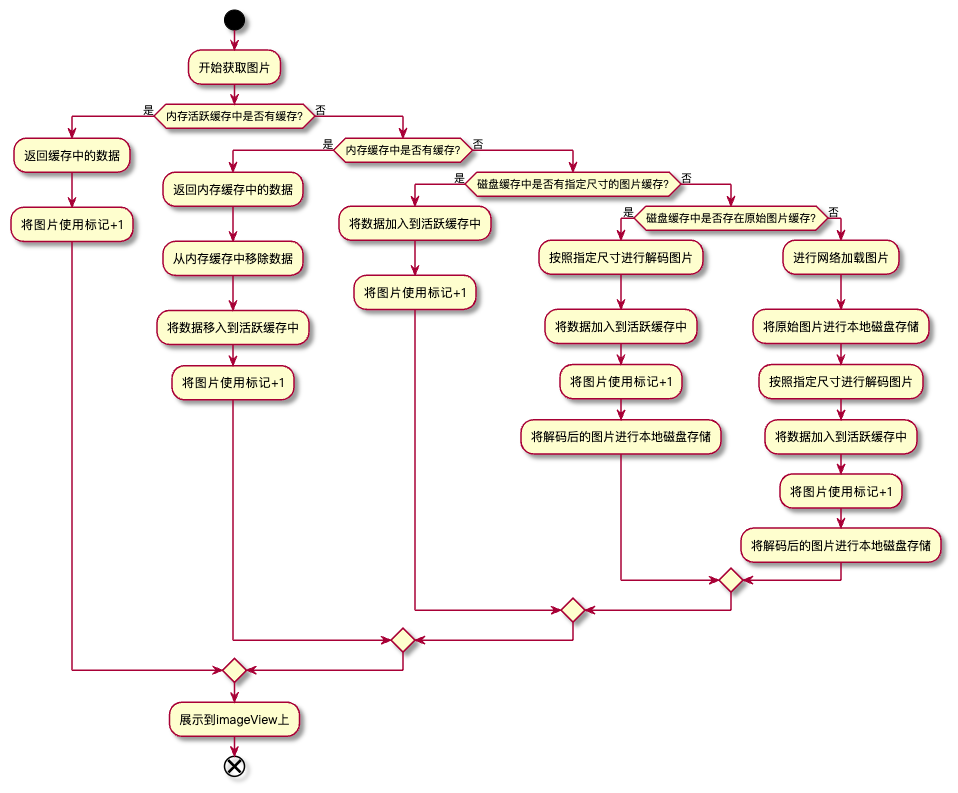 开始获取图片
是
内存活跃缓存中是否有缓存?
否
返回缓存中的数据
将图片使用标记+1
是
内存缓存中是否有缓存?
否
返回内存缓存中的数据
从内存缓存中移除数据
将数据移入到活跃缓存中
将图片使用标记+1
是
磁盘缓存中是否有指定尺寸的图片缓存?
否
将数据加入到活跃缓存中
将图片使用标记+1
是
磁盘缓存中是否存在原始图片缓存?
否
按照指定尺寸进行解码图片
将数据加入到活跃缓存中
将图片使用标记+1
将解码后的图片进行本地磁盘存储
进行网络加载图片
将原始图片进行本地磁盘存储
按照指定尺寸进行解码图片
将数据加入到活跃缓存中
将图片使用标记+1
将解码后的图片进行本地磁盘存储
展示到imageView上